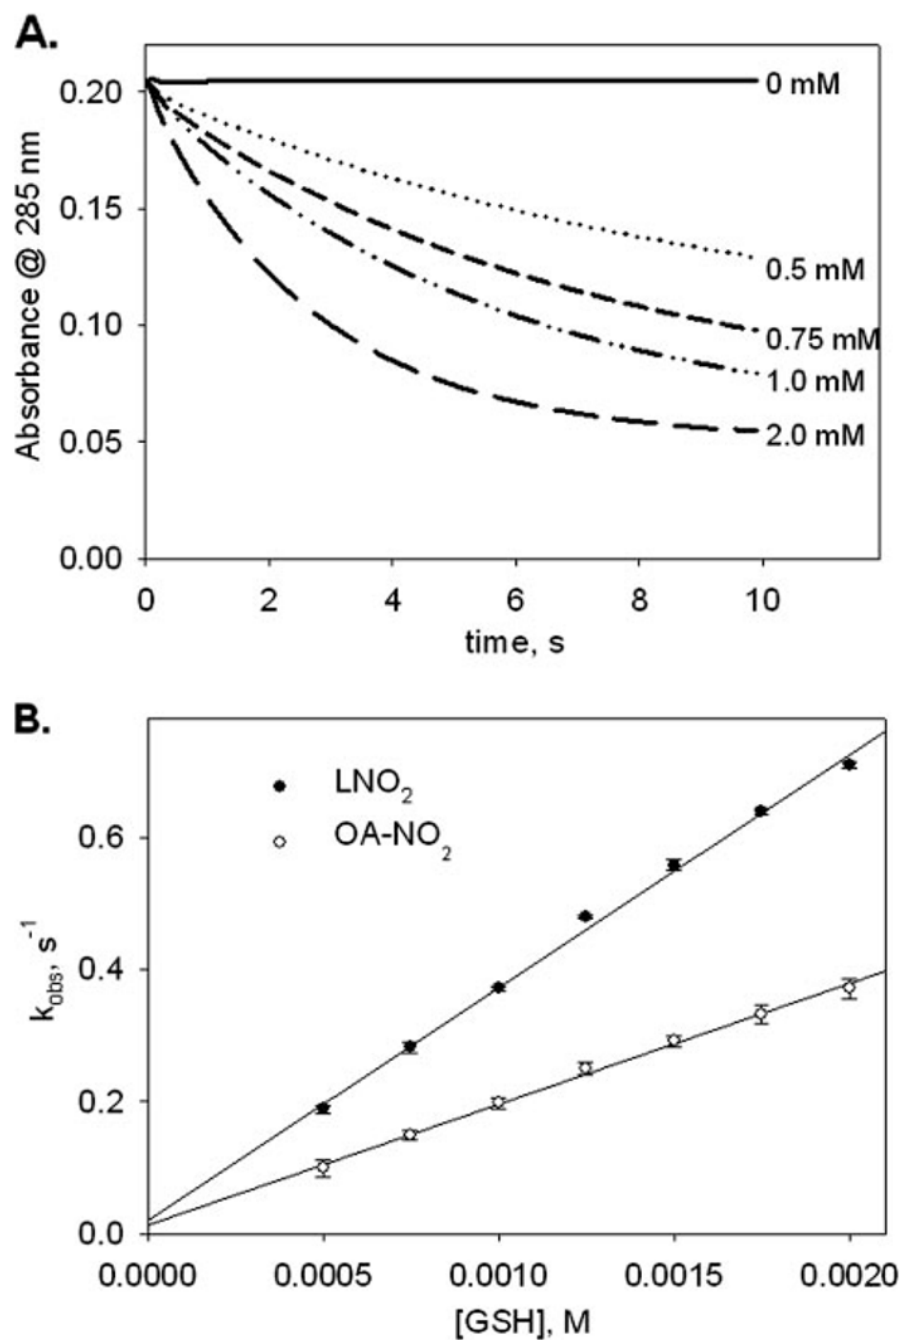 A.
Absorbance @ 285 nm
0.20
0.15
0.10
0.05
0.00
0 mM
0.5 mM
0.75 mM
1.0 mM
2.0 mM
0 2 4 6 8 10
time, s
B.
LNO₂
OA-NO₂
k_obs, s⁻¹
0.6
0.4
0.2
0.0
0.0000 0.0005 0.0010 0.0015 0.0020
[GSH], M